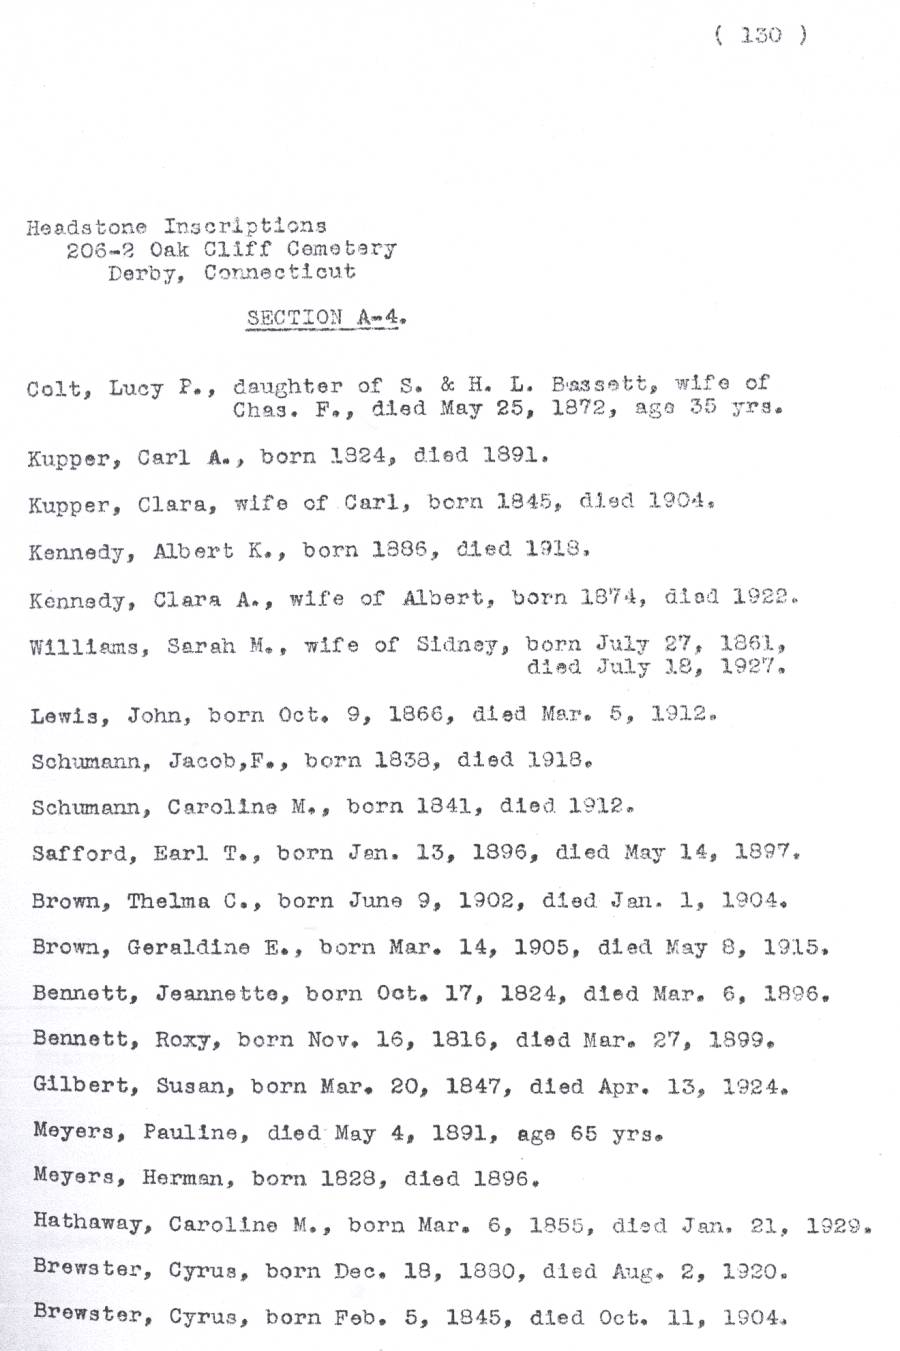 ( 130 )
Headstone Inscriptions
206-2 Oak Cliff Cemetery
Derby, Connecticut
SECTION A-4.
Colt, Lucy P., daughter of S. & H. L. Bassett, wife of
Chas. F., died May 25, 1872, age 35 yrs.
Kupper, Carl A., born 1824, died 1891.
Kupper, Clara, wife of Carl, born 1845, died 1904.
Kennedy, Albert K., born 1886, died 1918.
Kennedy, Clara A., wife of Albert, born 1874, died 1922.
Williams, Sarah M., wife of Sidney, born July 27, 1861,
died July 18, 1927.
Lewis, John, born Oct. 9, 1866, died Mar. 5, 1912.
Schumann, Jacob,F., born 1838, died 1918.
Schumann, Caroline M., born 1841, died 1912.
Safford, Earl T., born Jan. 13, 1896, died May 14, 1897.
Brown, Thelma C., born June 9, 1902, died Jan. 1, 1904.
Brown, Geraldine E., born Mar. 14, 1905, died May 8, 1915.
Bennett, Jeannette, born Oct. 17, 1824, died Mar. 6, 1896.
Bennett, Roxy, born Nov. 16, 1816, died Mar. 27, 1899.
Gilbert, Susan, born Mar. 20, 1847, died Apr. 13, 1924.
Meyers, Pauline, died May 4, 1891, age 65 yrs.
Meyers, Herman, born 1828, died 1896.
Hathaway, Caroline M., born Mar. 6, 1855, died Jan. 21, 1929.
Brewster, Cyrus, born Dec. 18, 1880, died Aug. 2, 1920.
Brewster, Cyrus, born Feb. 5, 1845, died Oct. 11, 1904.